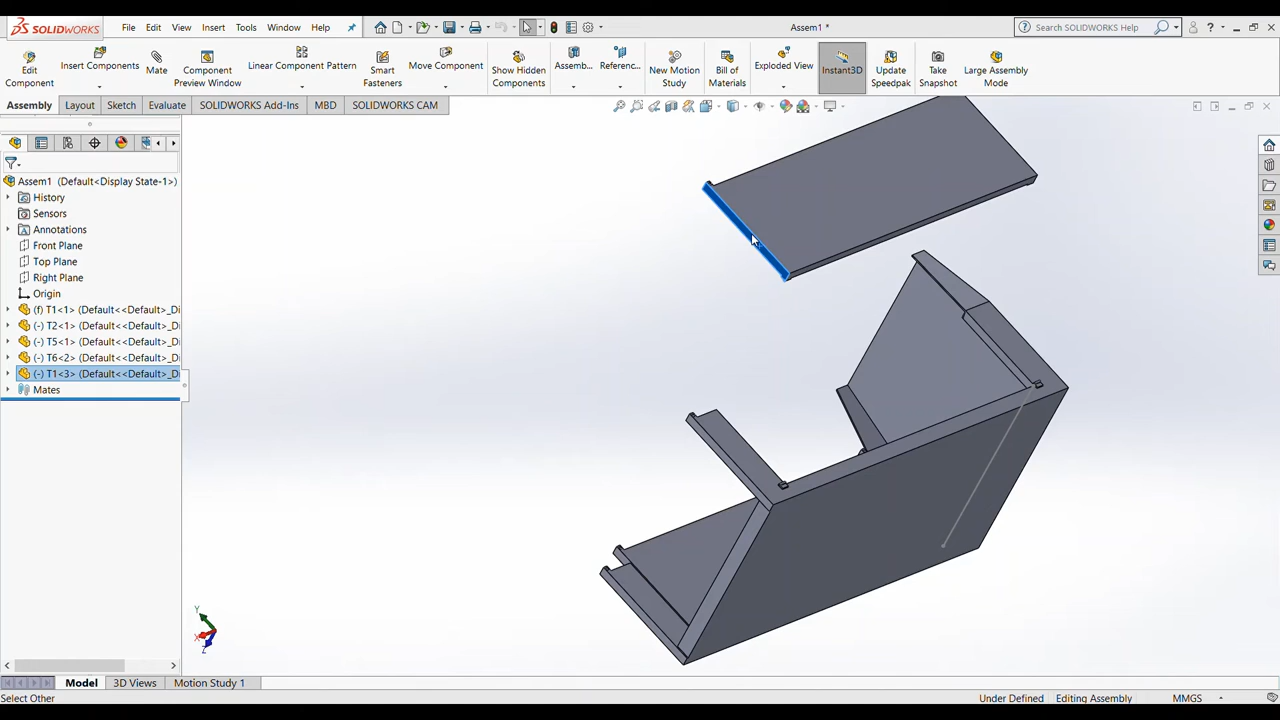 SOLIDWORKS File Edit View Insert Tools Window Help Assem1 * Search SOLIDWORKS Help ?
Edit Component Insert Components Mate Component Preview Window Linear Component Pattern Smart Fasteners Move Component Show Hidden Components Assemb... Referenc... New Motion Study Bill of Materials Exploded View Instant3D Update Speedpak Take Snapshot Large Assembly Mode
Assembly Layout Sketch Evaluate SOLIDWORKS Add-Ins MBD SOLIDWORKS CAM
Assem1 (Default<Display State-1>)
History
Sensors
Annotations
Front Plane
Top Plane
Right Plane
Origin
(f) T1<1> (Default<<Default>_Di
(-) T2<1> (Default<<Default>_Di
(-) T5<1> (Default<<Default>_Di
(-) T6<2> (Default<<Default>_Di
(-) T1<3> (Default<<Default>_Di
Mates
Y
X
Z
Model 3D Views Motion Study 1
Select Other Under Defined Editing Assembly MMGS